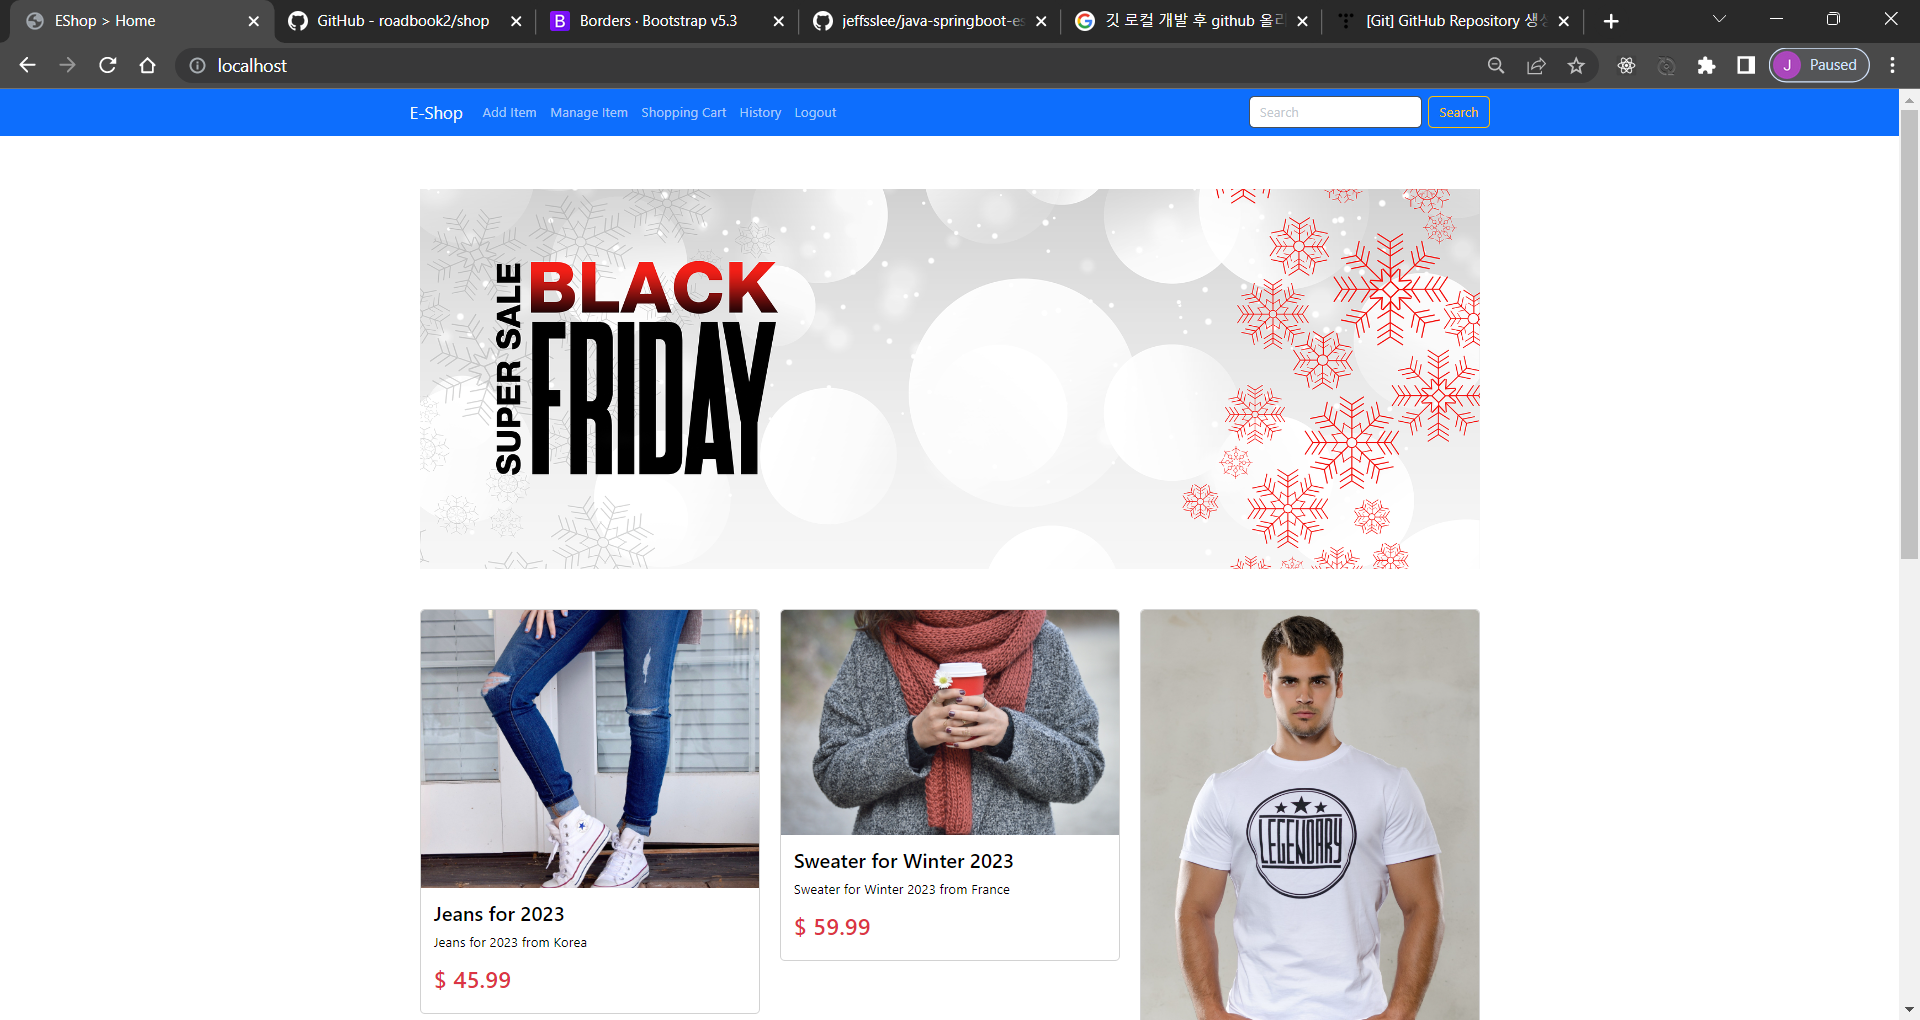 EShop > Home
GitHub - roadbook2/shop
Borders · Bootstrap v5.3
jeffsslee/java-springboot-es
깃 로컬 개발 후 github 올리
[Git] GitHub Repository 생성
localhost
J Paused
E-Shop Add Item Manage Item Shopping Cart History Logout Search Search
SUPER SALE
BLACK
FRIDAY
LEGENDARY
Jeans for 2023
Jeans for 2023 from Korea
$ 45.99
Sweater for Winter 2023
Sweater for Winter 2023 from France
$ 59.99